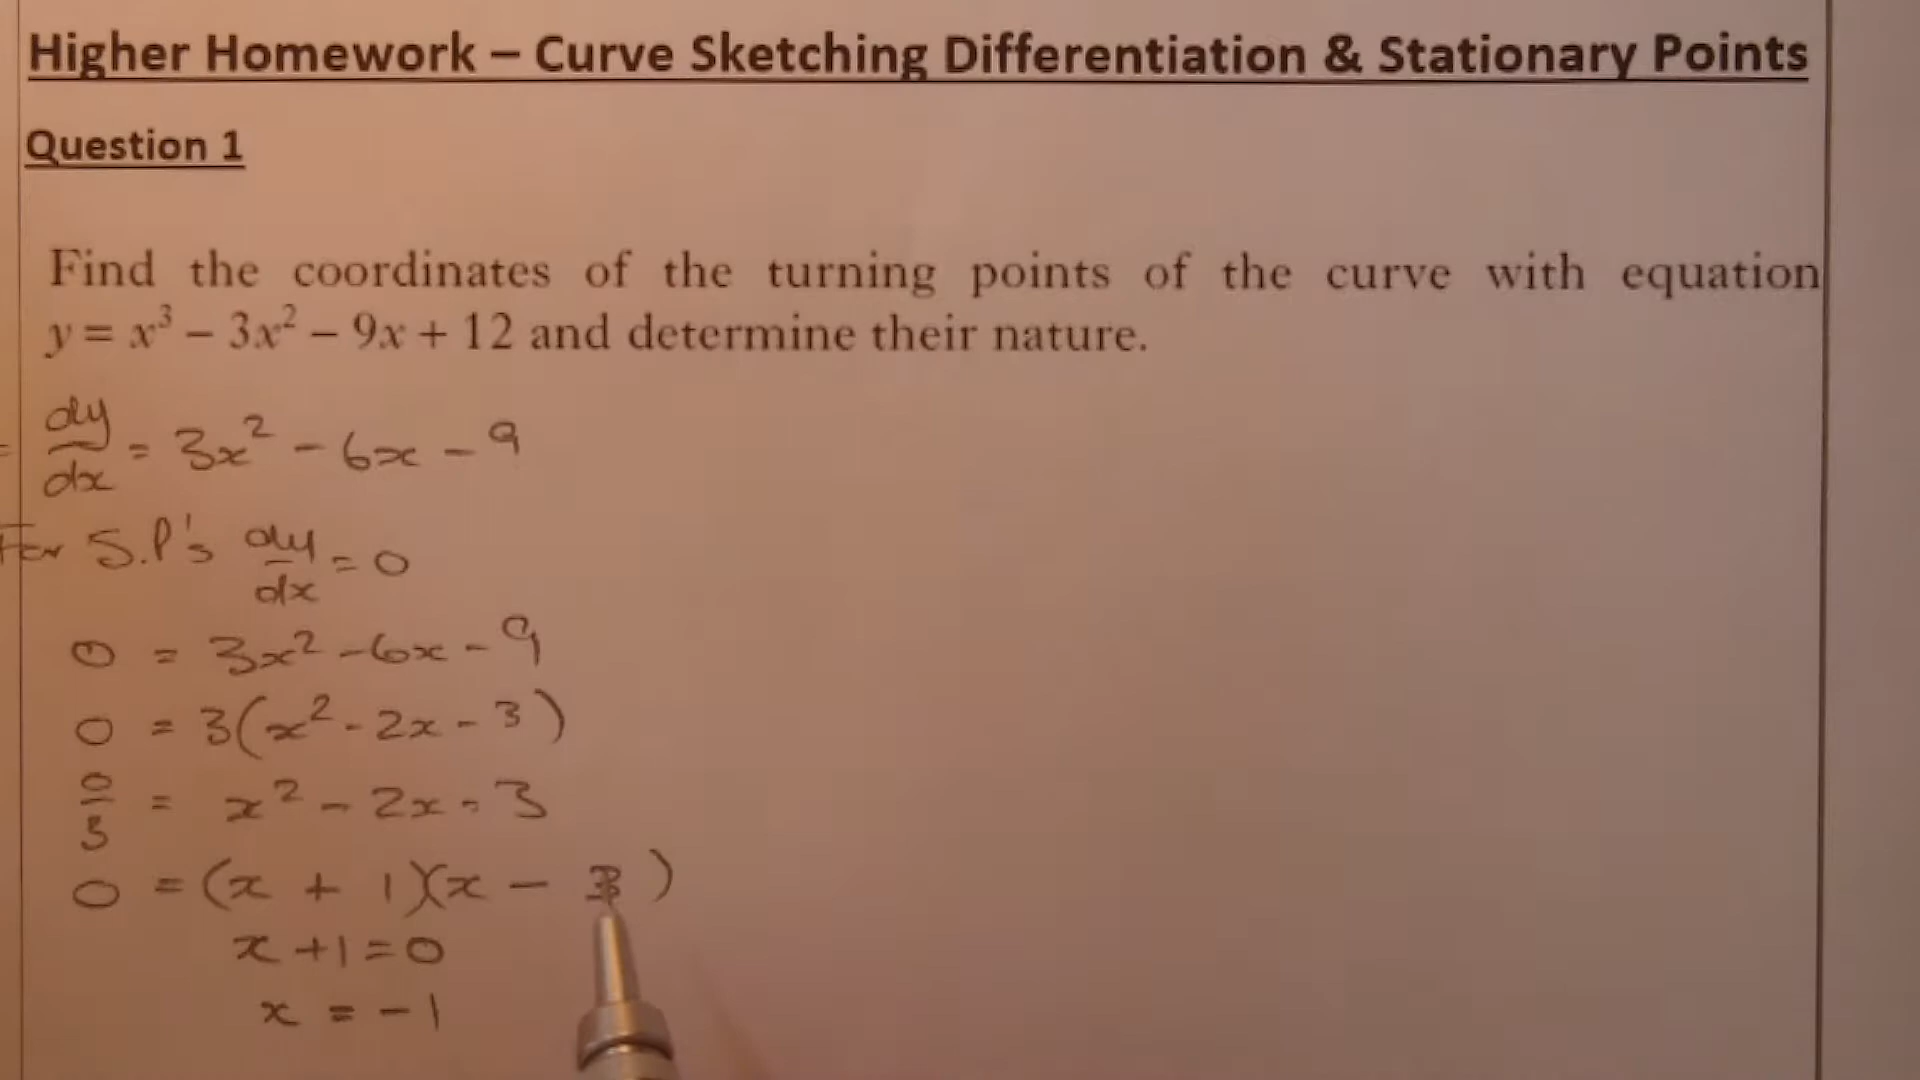 Higher Homework – Curve Sketching Differentiation & Stationary Points
Question 1
Find the coordinates of the turning points of the curve with equation
y = x³ – 3x² – 9x + 12 and determine their nature.
= dy/dx = 3x² - 6x - 9
For S.P's dy/dx = 0
0 = 3x² - 6x - 9
0 = 3(x² - 2x - 3)
0/3 = x² - 2x - 3
0 = (x + 1)(x - 3)
x + 1 = 0
x = -1